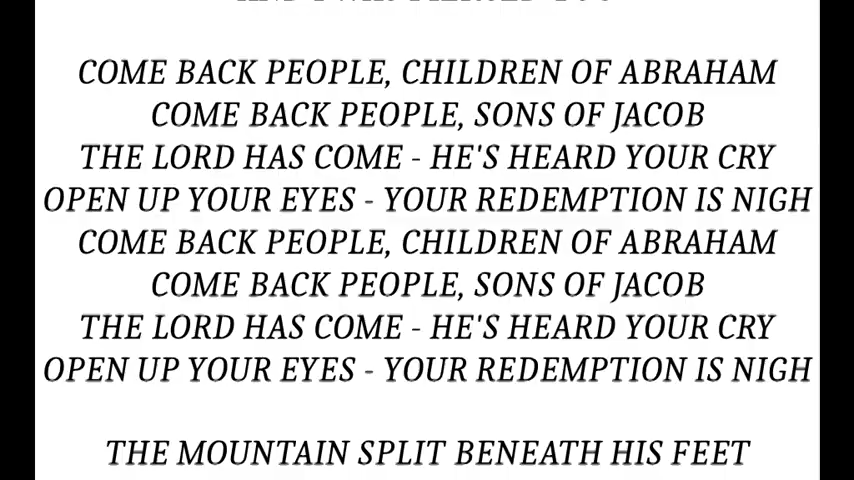 COME BACK PEOPLE, CHILDREN OF ABRAHAM
COME BACK PEOPLE, SONS OF JACOB
THE LORD HAS COME - HE'S HEARD YOUR CRY
OPEN UP YOUR EYES - YOUR REDEMPTION IS NIGH
COME BACK PEOPLE, CHILDREN OF ABRAHAM
COME BACK PEOPLE, SONS OF JACOB
THE LORD HAS COME - HE'S HEARD YOUR CRY
OPEN UP YOUR EYES - YOUR REDEMPTION IS NIGH
THE MOUNTAIN SPLIT BENEATH HIS FEET